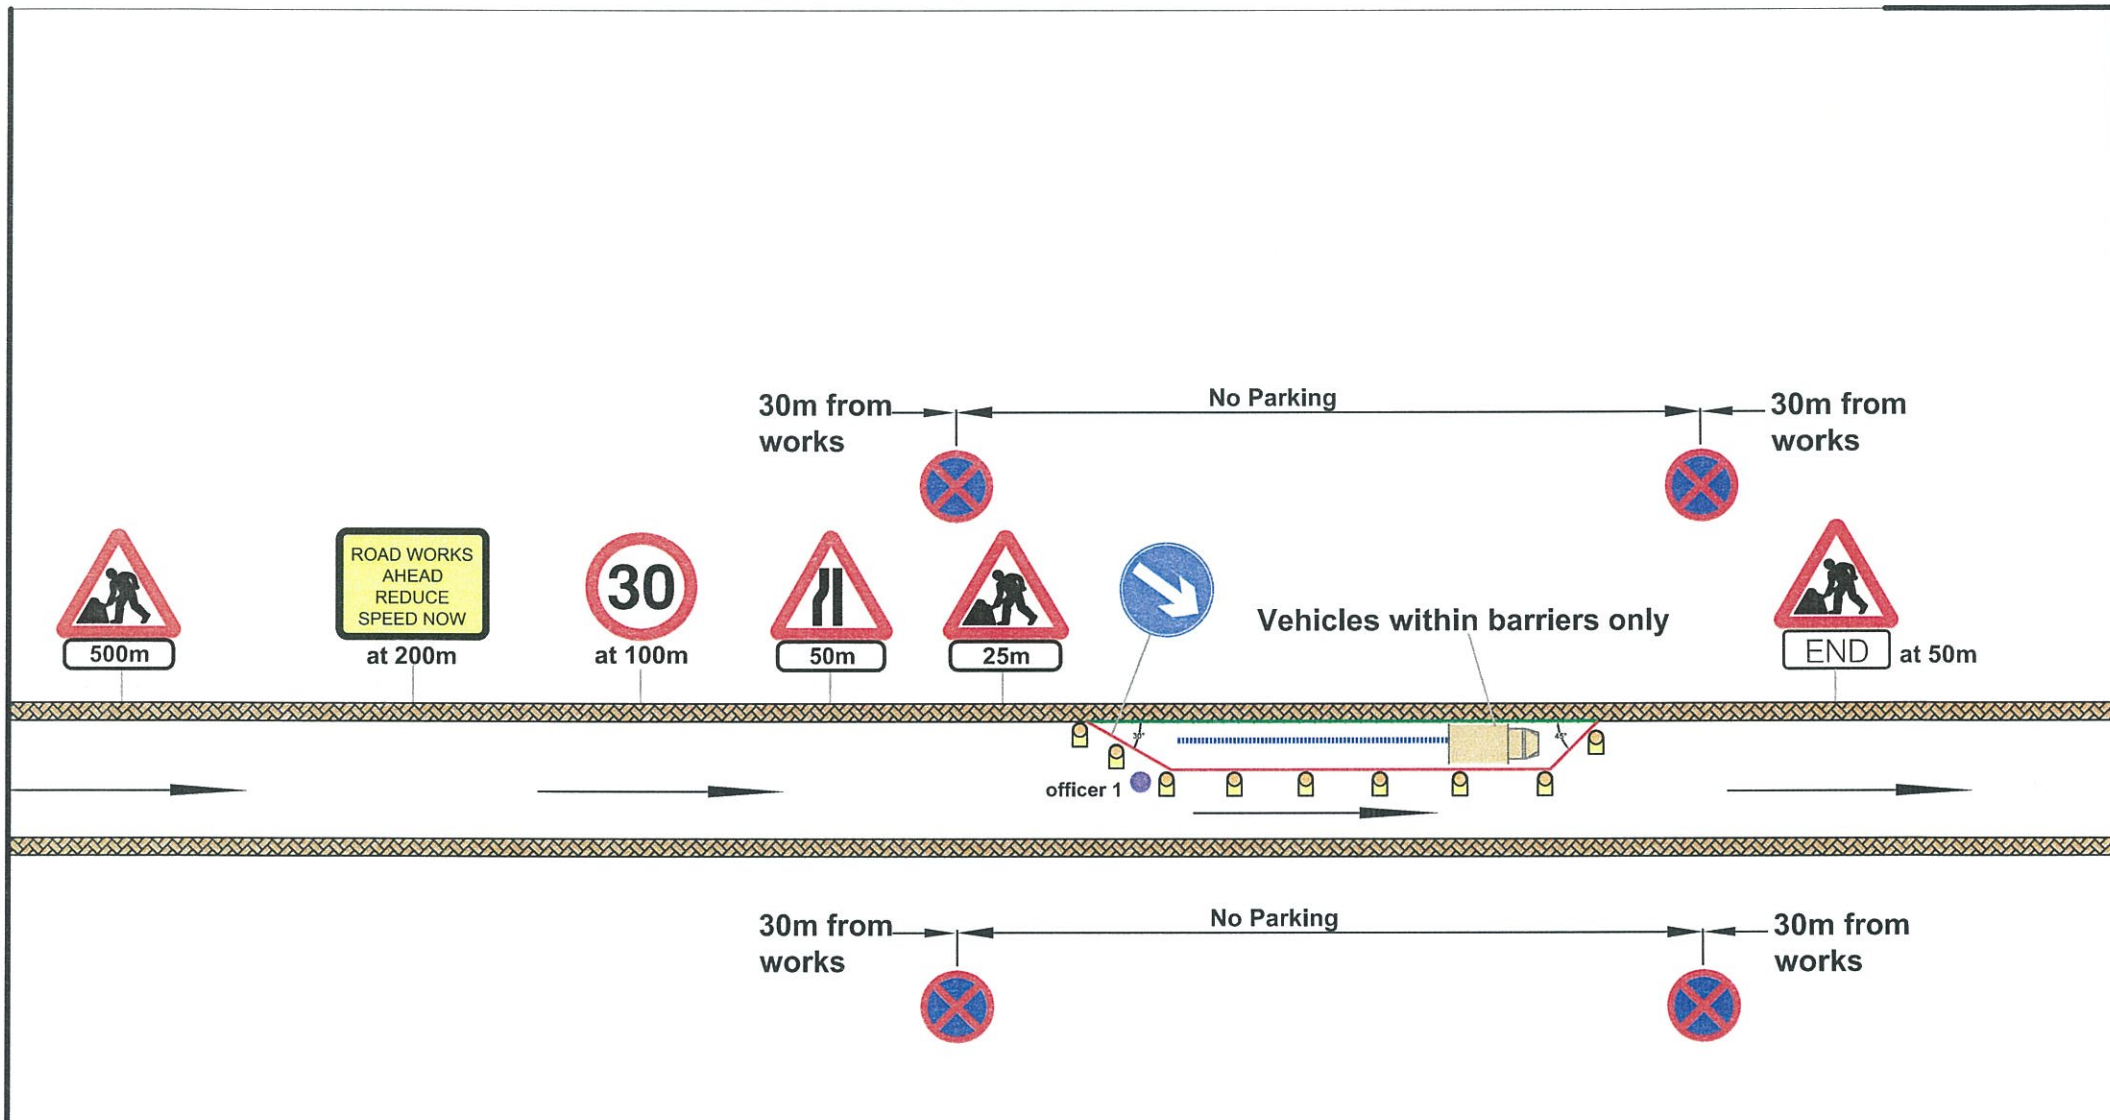 30m from
works
No Parking
30m from
works
500m
ROAD WORKS
AHEAD
REDUCE
SPEED NOW
at 200m
30
at 100m
50m
25m
Vehicles within barriers only
END
at 50m
30°
45°
officer 1
30m from
works
No Parking
30m from
works